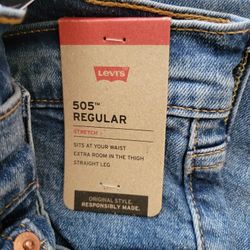 Levi's
505™
REGULAR
STRETCH
SITS AT YOUR WAIST
EXTRA ROOM IN THE THIGH
STRAIGHT LEG
ORIGINAL STYLE.
RESPONSIBLY MADE.